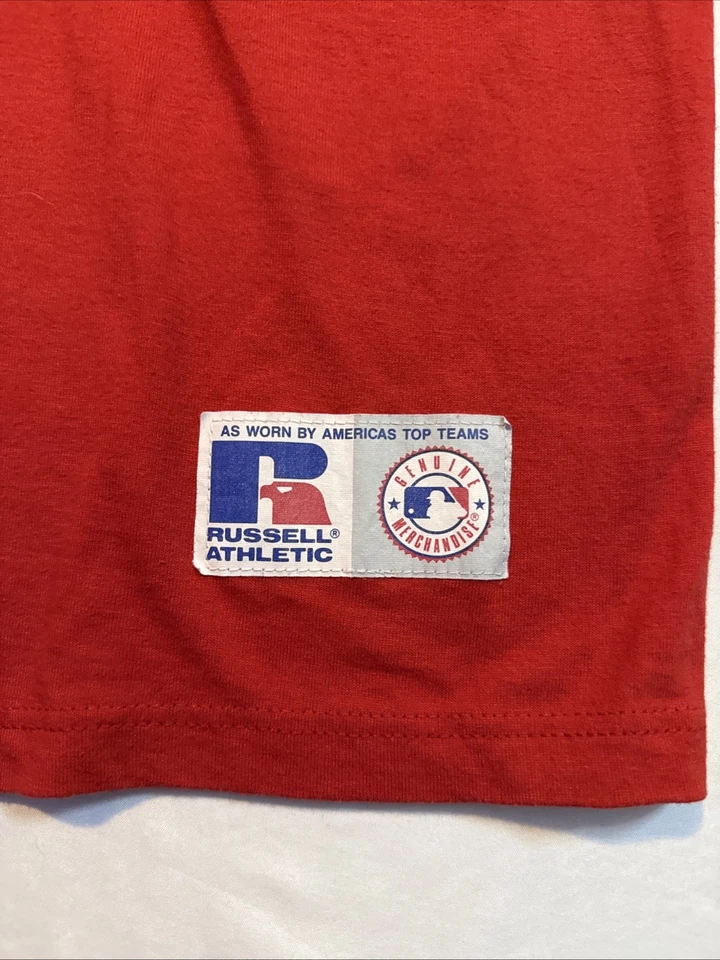 AS WORN BY AMERICAS TOP TEAMS
RUSSELL®
ATHLETIC
GENUINE
MERCHANDISE®